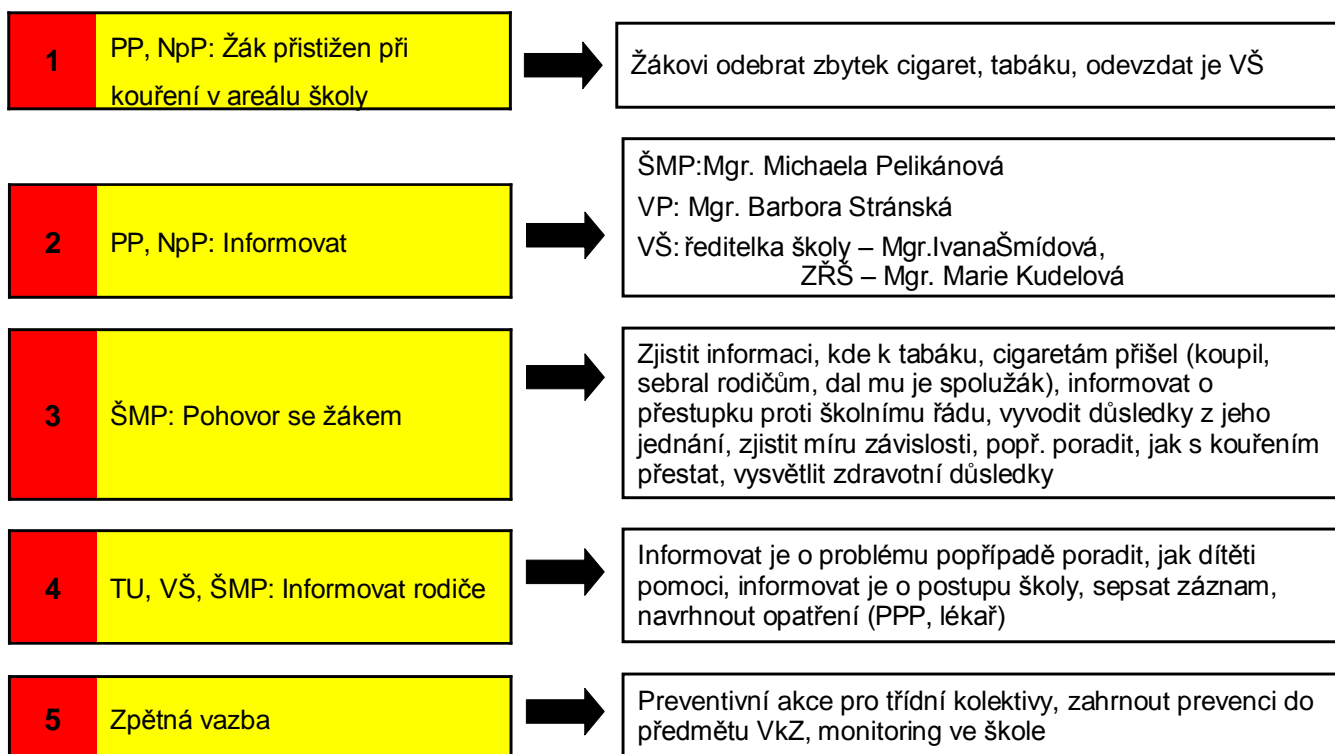 1
PP, NpP: Žák přistižen při
kouření v areálu školy
Žákovi odebrat zbytek cigaret, tabáku, odevzdat je VŠ
2
PP, NpP: Informovat
ŠMP:Mgr. Michaela Pelikánová
VP: Mgr. Barbora Stránská
VŠ: ředitelka školy – Mgr.IvanaŠmídová,
ZŘŠ – Mgr. Marie Kudelová
3
ŠMP: Pohovor se žákem
Zjistit informaci, kde k tabáku, cigaretám přišel (koupil,
sebral rodičům, dal mu je spolužák), informovat o
přestupku proti školnímu řádu, vyvodit důsledky z jeho
jednání, zjistit míru závislosti, popř. poradit, jak s kouřením
přestat, vysvětlit zdravotní důsledky
4
TU, VŠ, ŠMP: Informovat rodiče
Informovat je o problému popřípadě poradit, jak dítěti
pomoci, informovat je o postupu školy, sepsat záznam,
navrhnout opatření (PPP, lékař)
5
Zpětná vazba
Preventivní akce pro třídní kolektivy, zahrnout prevenci do
předmětu VkZ, monitoring ve škole